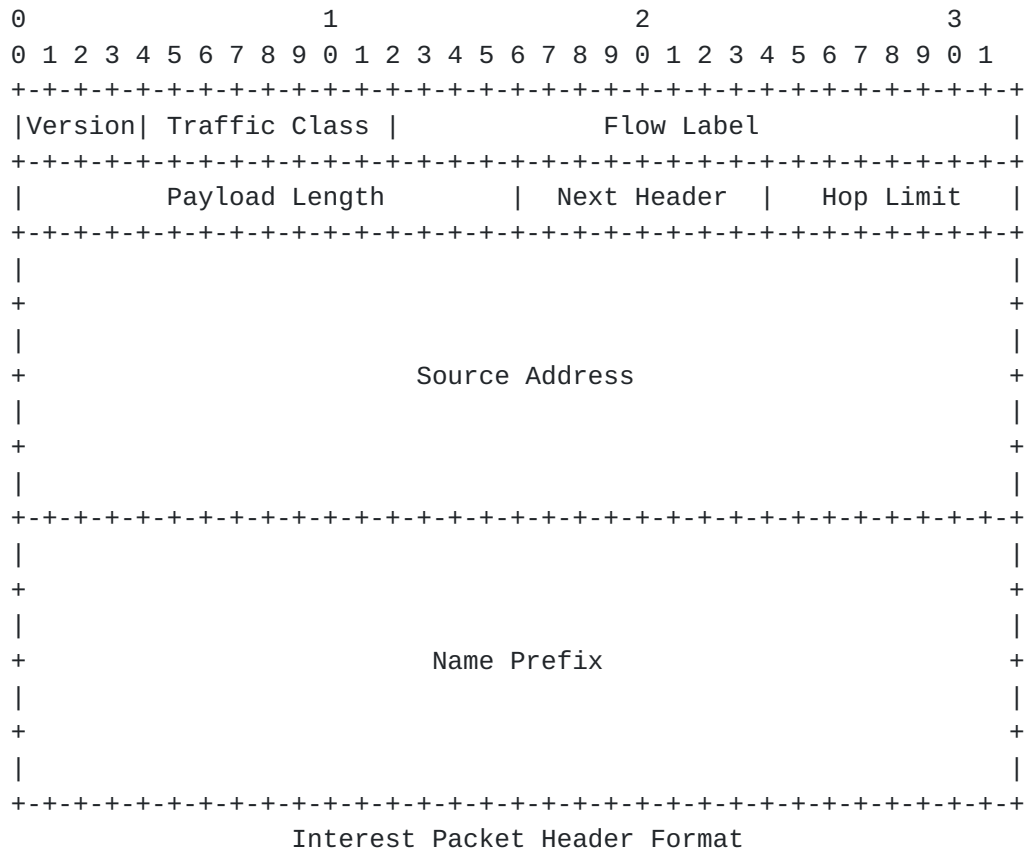 0                   1                   2                   3
0 1 2 3 4 5 6 7 8 9 0 1 2 3 4 5 6 7 8 9 0 1 2 3 4 5 6 7 8 9 0 1
+-+-+-+-+-+-+-+-+-+-+-+-+-+-+-+-+-+-+-+-+-+-+-+-+-+-+-+-+-+-+-+-+
|Version| Traffic Class |             Flow Label                |
+-+-+-+-+-+-+-+-+-+-+-+-+-+-+-+-+-+-+-+-+-+-+-+-+-+-+-+-+-+-+-+-+
|         Payload Length        |  Next Header  |   Hop Limit   |
+-+-+-+-+-+-+-+-+-+-+-+-+-+-+-+-+-+-+-+-+-+-+-+-+-+-+-+-+-+-+-+-+
|                                                               |
+                                                               +
|                                                               |
+                         Source Address                        +
|                                                               |
+                                                               +
|                                                               |
+-+-+-+-+-+-+-+-+-+-+-+-+-+-+-+-+-+-+-+-+-+-+-+-+-+-+-+-+-+-+-+-+
|                                                               |
+                                                               +
|                                                               |
+                          Name Prefix                          +
|                                                               |
+                                                               +
|                                                               |
+-+-+-+-+-+-+-+-+-+-+-+-+-+-+-+-+-+-+-+-+-+-+-+-+-+-+-+-+-+-+-+-+
                  Interest Packet Header Format